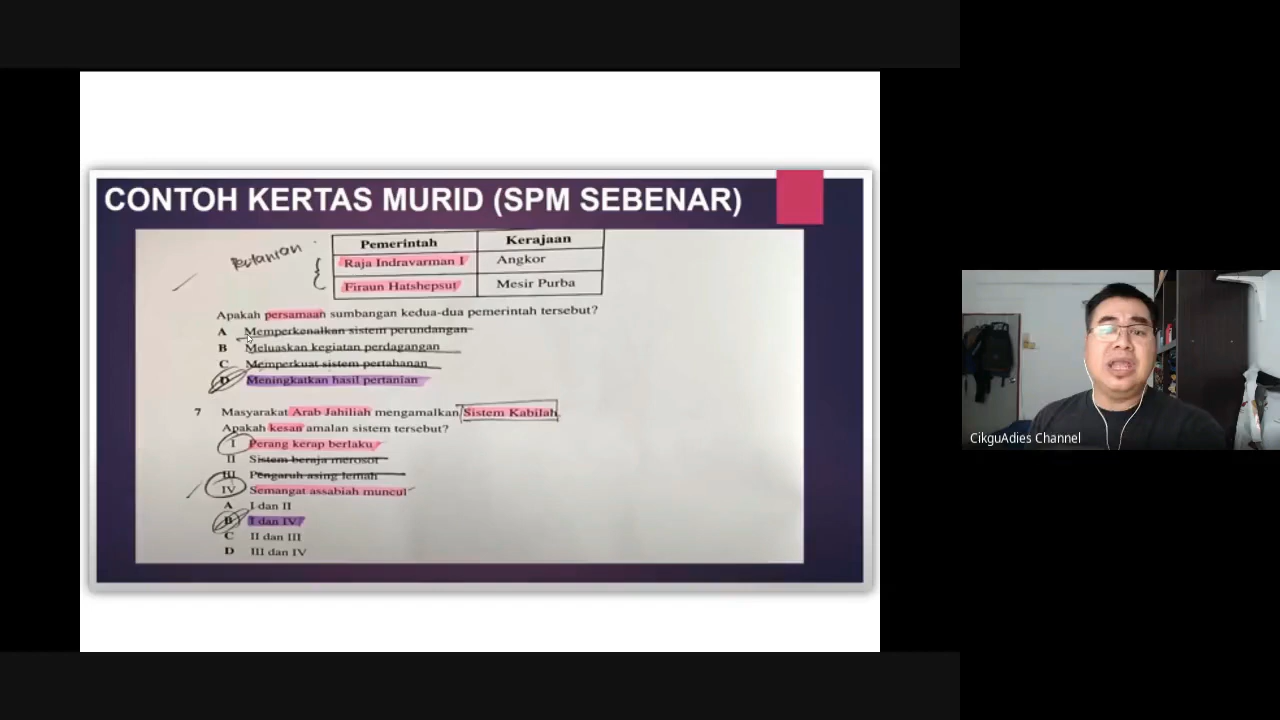 CONTOH KERTAS MURID (SPM SEBENAR)
Pemerintah Kerajaan
Raja Indravarman I Angkor
Firaun Hatshepsut Mesir Purba
Apakah persamaan sumbangan kedua-dua pemerintah tersebut?
A Memperkenalkan sistem perundangan
B Meluaskan kegiatan perdagangan
C Memperkuat sistem pertahanan
D Meningkatkan hasil pertanian
7 Masyarakat Arab Jahiliah mengamalkan Sistem Kabilah.
Apakah kesan amalan sistem tersebut?
I Perang kerap berlaku
II Sistem beraja merosot
III Pengaruh asing lemah
IV Semangat assabiah muncul
A I dan II
B I dan IV
C II dan III
D III dan IV
CikguAdies Channel